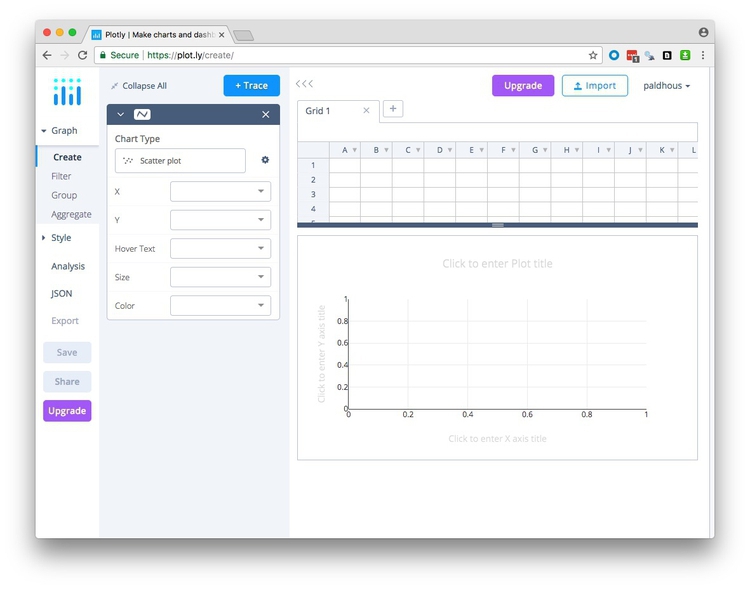 Plotly | Make charts and dashb
Secure https://plot.ly/create/
1
Graph
Create
Filter
Group
Aggregate
Style
Analysis
JSON
Export
Save
Share
Upgrade
Collapse All
+ Trace
Chart Type
Scatter plot
X
Y
Hover Text
Size
Color
Upgrade
Import
paldhous
Grid 1
+
A B C D E F G H I J K L
1
2
3
4
Click to enter Plot title
Click to enter Y axis title
1
0.8
0.6
0.4
0.2
0
0 0.2 0.4 0.6 0.8 1
Click to enter X axis title